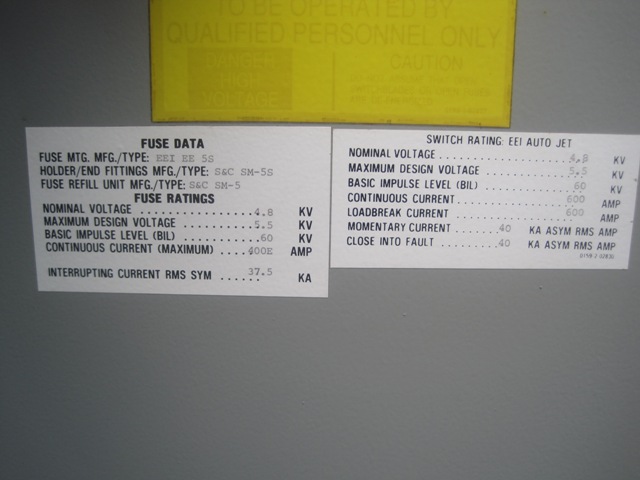 TO BE OPERATED BY
QUALIFIED PERSONNEL ONLY
DANGER
HIGH
VOLTAGE
CAUTION
FUSE DATA
FUSE MTG. MFG./TYPE: EEI EE 5S
HOLDER/END FITTINGS MFG./TYPE: S&C SM-5S
FUSE REFILL UNIT MFG./TYPE: S&C SM-5
FUSE RATINGS
NOMINAL VOLTAGE ................. 4.8 KV
MAXIMUM DESIGN VOLTAGE ........... 5.5 KV
BASIC IMPULSE LEVEL (BIL) ............. 60 KV
CONTINUOUS CURRENT (MAXIMUM) .... 400E AMP
INTERRUPTING CURRENT RMS SYM ...... 37.5 KA
SWITCH RATING: EEI AUTO JET
NOMINAL VOLTAGE .................... 4.8 KV
MAXIMUM DESIGN VOLTAGE ............. 5.5 KV
BASIC IMPULSE LEVEL (BIL) ............... 60 KV
CONTINUOUS CURRENT ................ 600 AMP
LOADBREAK CURRENT ................. 600 AMP
MOMENTARY CURRENT ...... 40 KA ASYM RMS AMP
CLOSE INTO FAULT ......... 40 KA ASYM RMS AMP